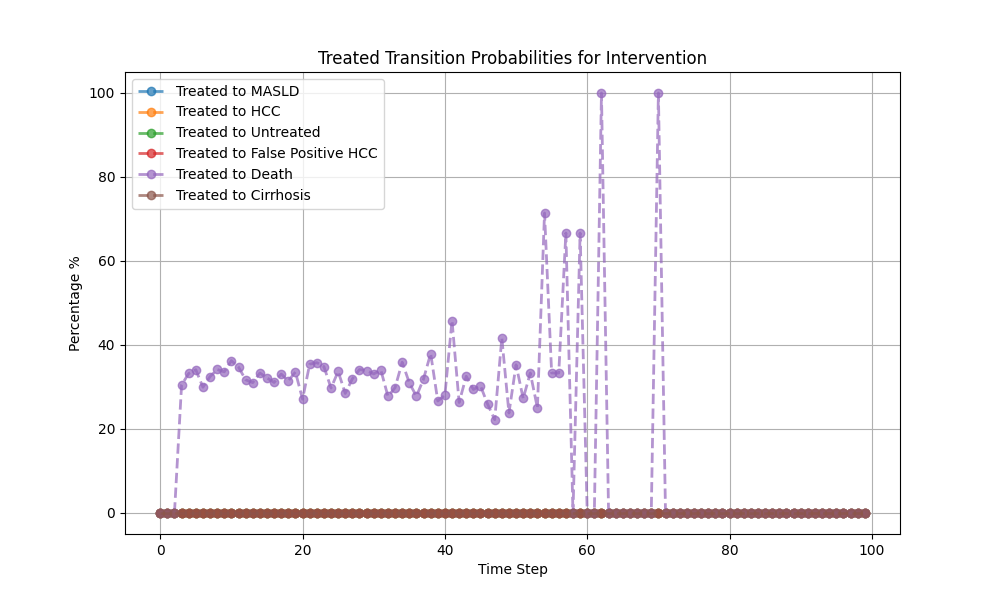 Treated Transition Probabilities for Intervention
Treated to MASLD
Treated to HCC
Treated to Untreated
Treated to False Positive HCC
Treated to Death
Treated to Cirrhosis
Percentage %
100
80
60
40
20
0
0 20 40 60 80 100
Time Step